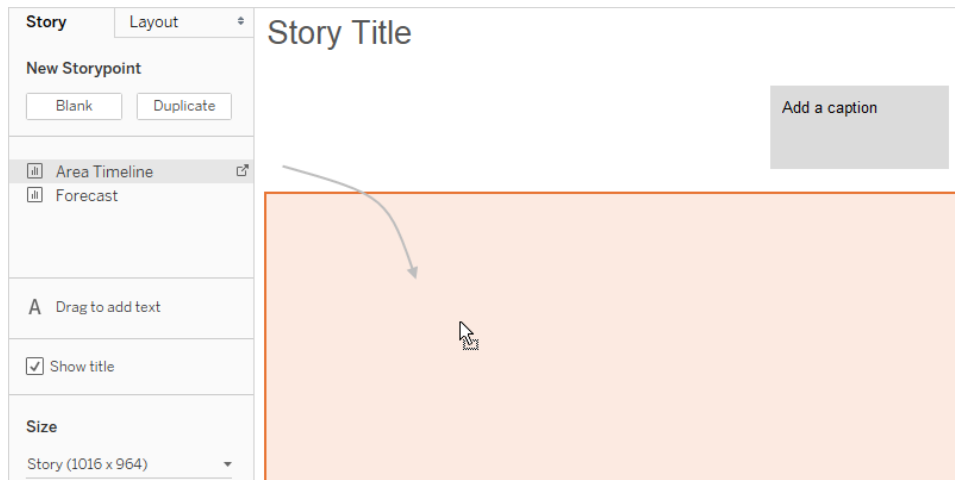 Story
Layout
Story Title
New Storypoint
Blank
Duplicate
Add a caption
Area Timeline
Forecast
A Drag to add text
Show title
Size
Story (1016 x 964)